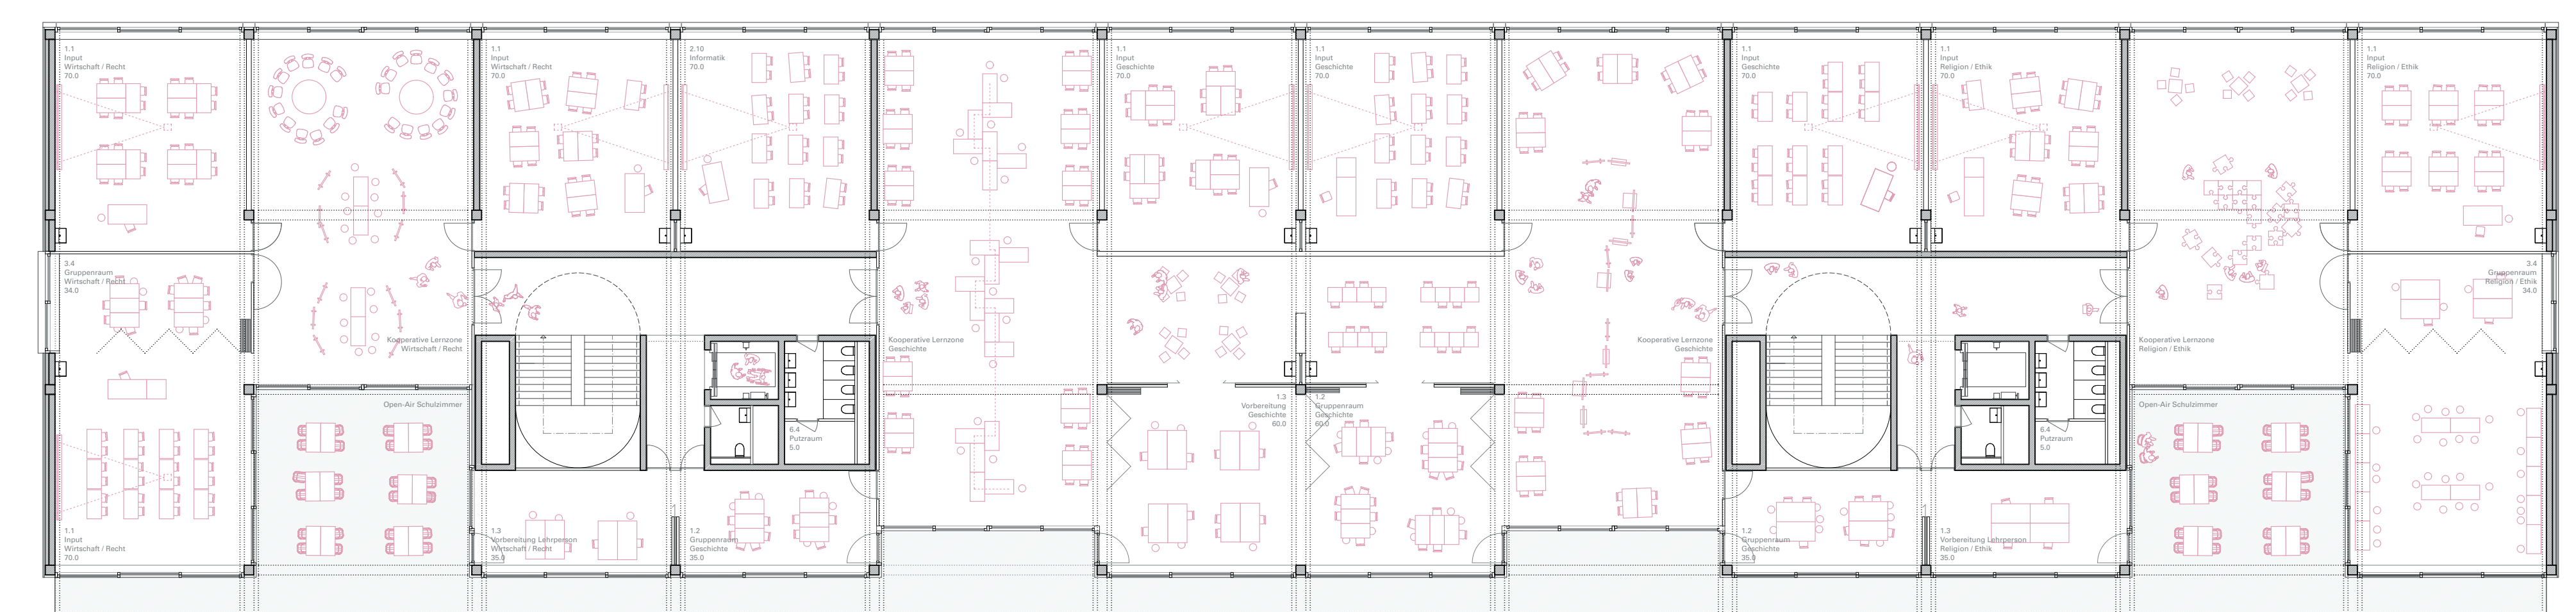 1.1
Input
Wirtschaft / Recht
70.0
1.1
Input
Wirtschaft / Recht
70.0
2.10
Informatik
70.0
1.1
Input
Geschichte
70.0
1.1
Input
Geschichte
70.0
1.1
Input
Geschichte
70.0
1.1
Input
Religion / Ethik
70.0
1.1
Input
Religion / Ethik
70.0
3.4
Gruppenraum
Wirtschaft / Recht
34.0
3.4
Gruppenraum
Religion / Ethik
34.0
Kooperative Lernzone
Wirtschaft / Recht
Kooperative Lernzone
Geschichte
Kooperative Lernzone
Geschichte
Kooperative Lernzone
Religion / Ethik
Open-Air Schulzimmer
1.3
Vorbereitung
Geschichte
60.0
1.2
Gruppenraum
Geschichte
60.0
Open-Air Schulzimmer
6.4
Putzraum
5.0
6.4
Putzraum
5.0
1.1
Input
Wirtschaft / Recht
70.0
1.3
Vorbereitung Lehrperson
Wirtschaft / Recht
35.0
1.2
Gruppenraum
Geschichte
35.0
1.2
Gruppenraum
Geschichte
35.0
1.3
Vorbereitung Lehrperson
Religion / Ethik
35.0